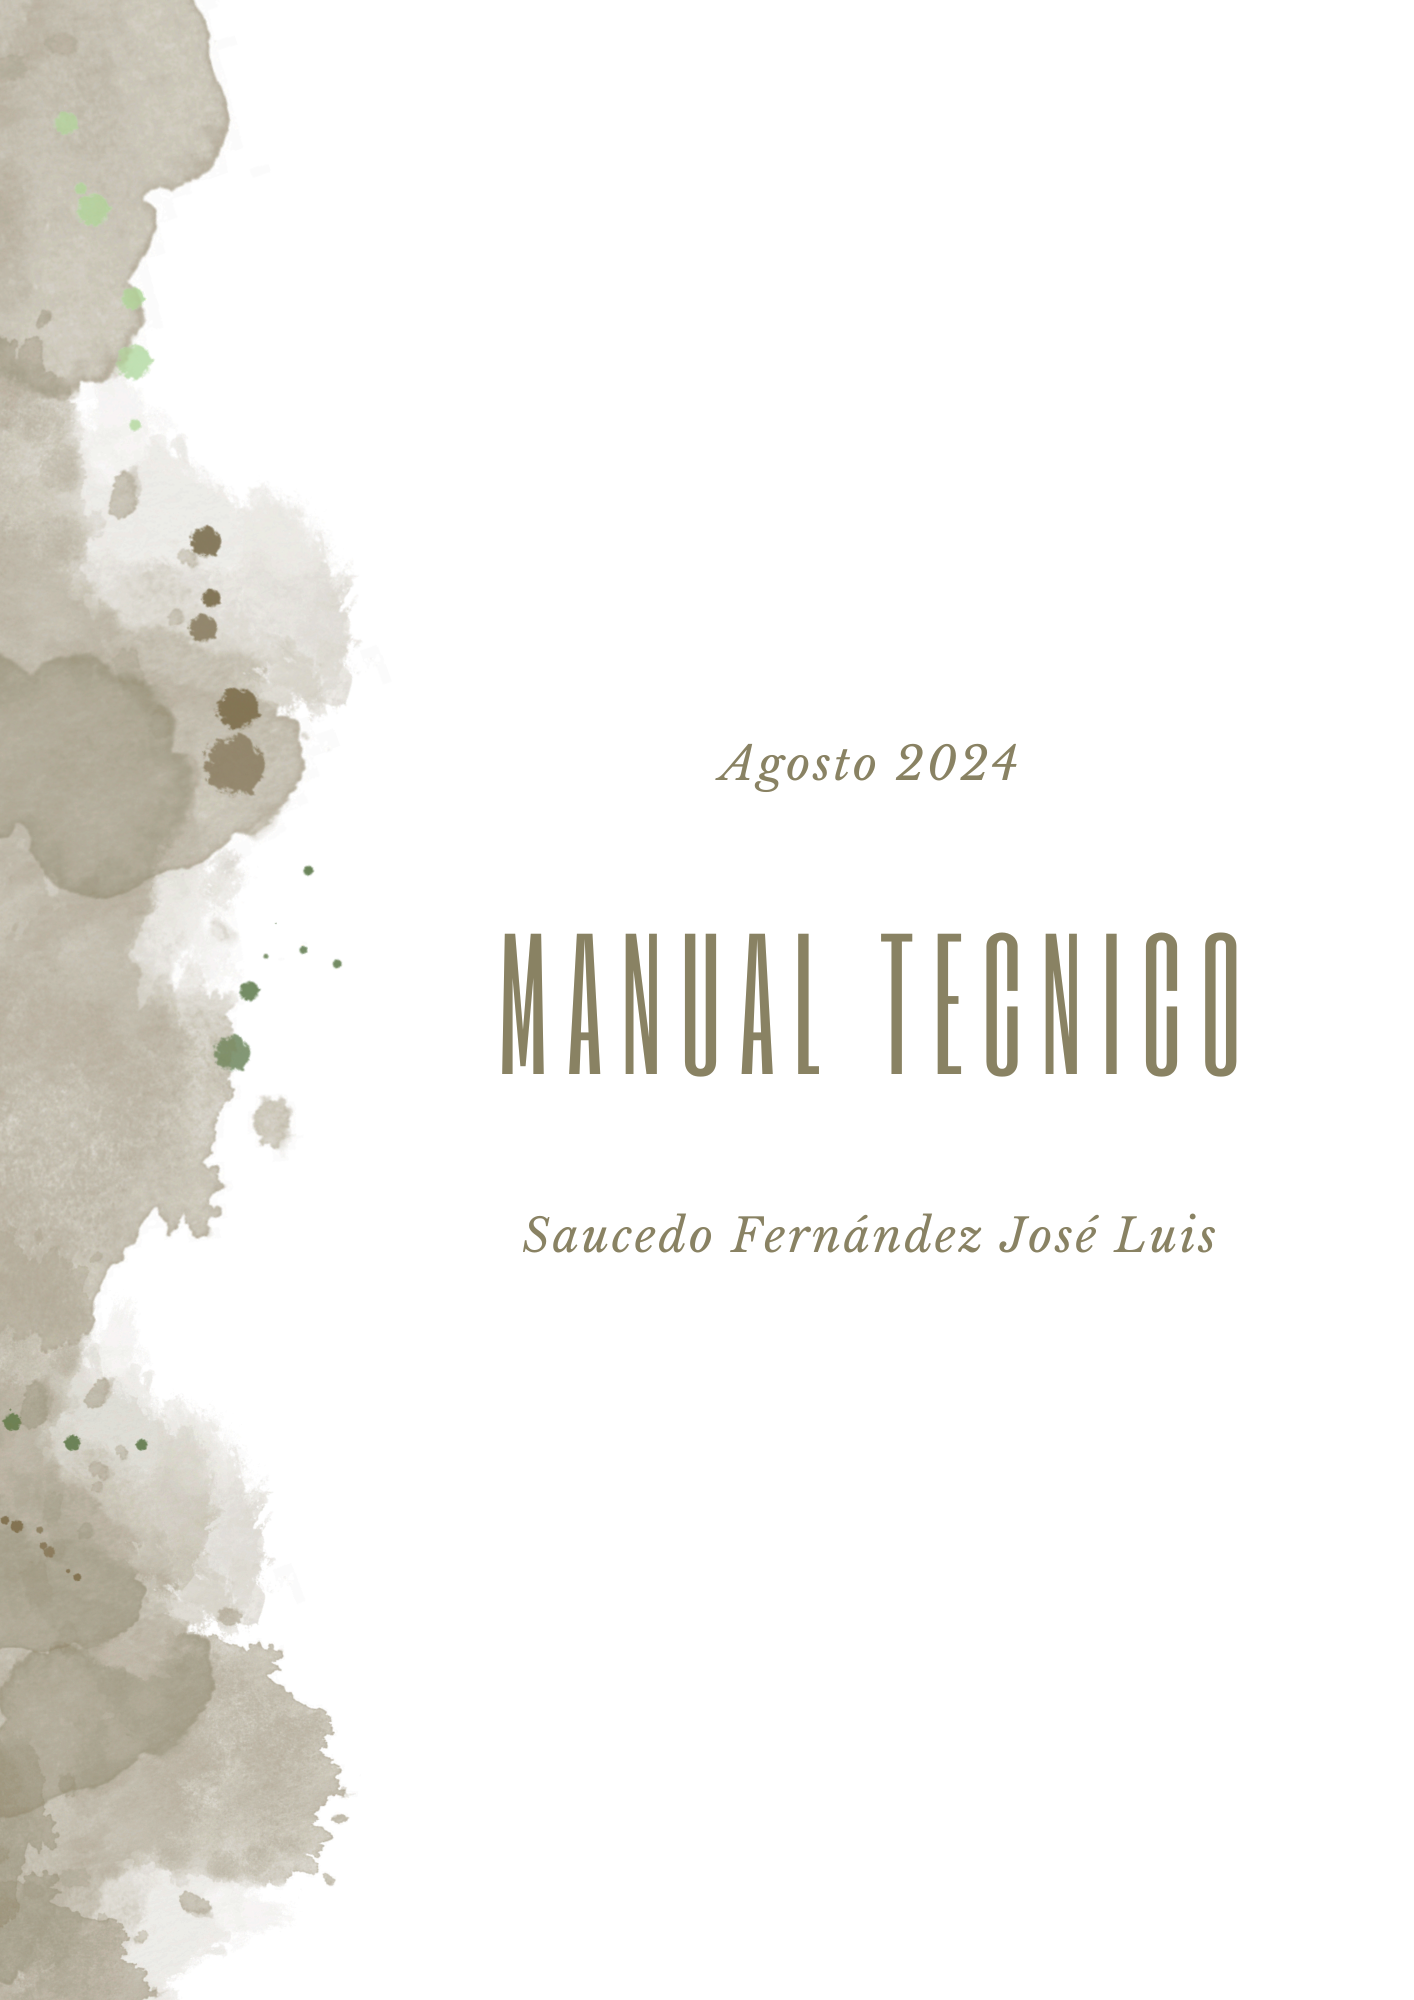 Agosto 2024
MANUAL TECNICO
Saucedo Fernández José Luis